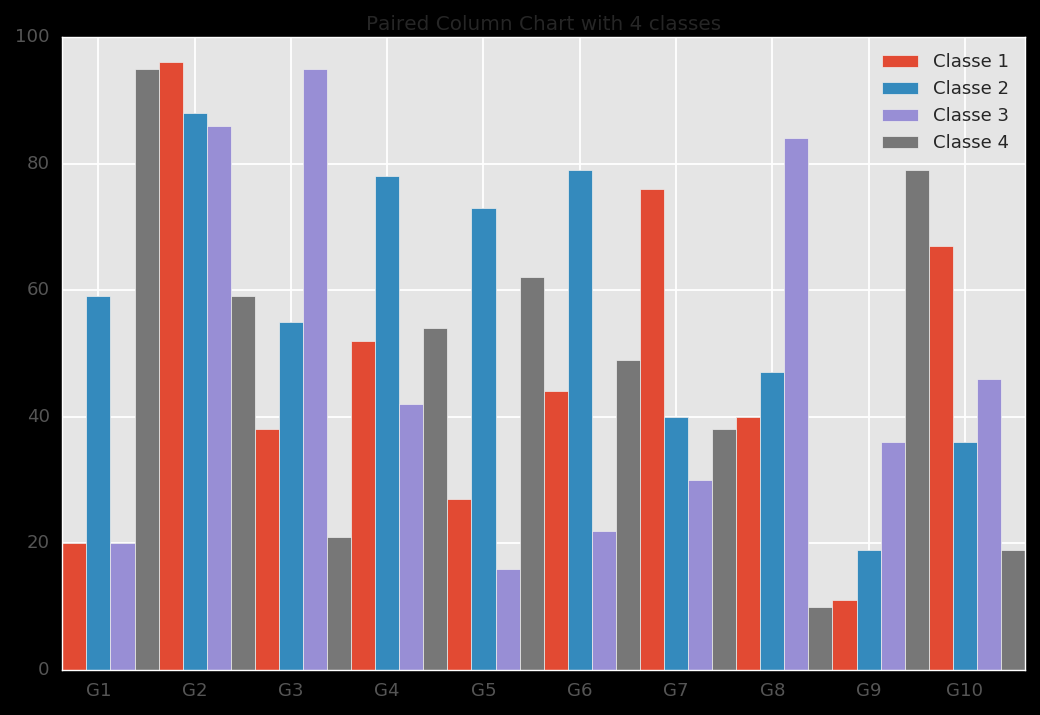 Paired Column Chart with 4 classes
100
80
60
40
20
0
Classe 1
Classe 2
Classe 3
Classe 4
G1 G2 G3 G4 G5 G6 G7 G8 G9 G10